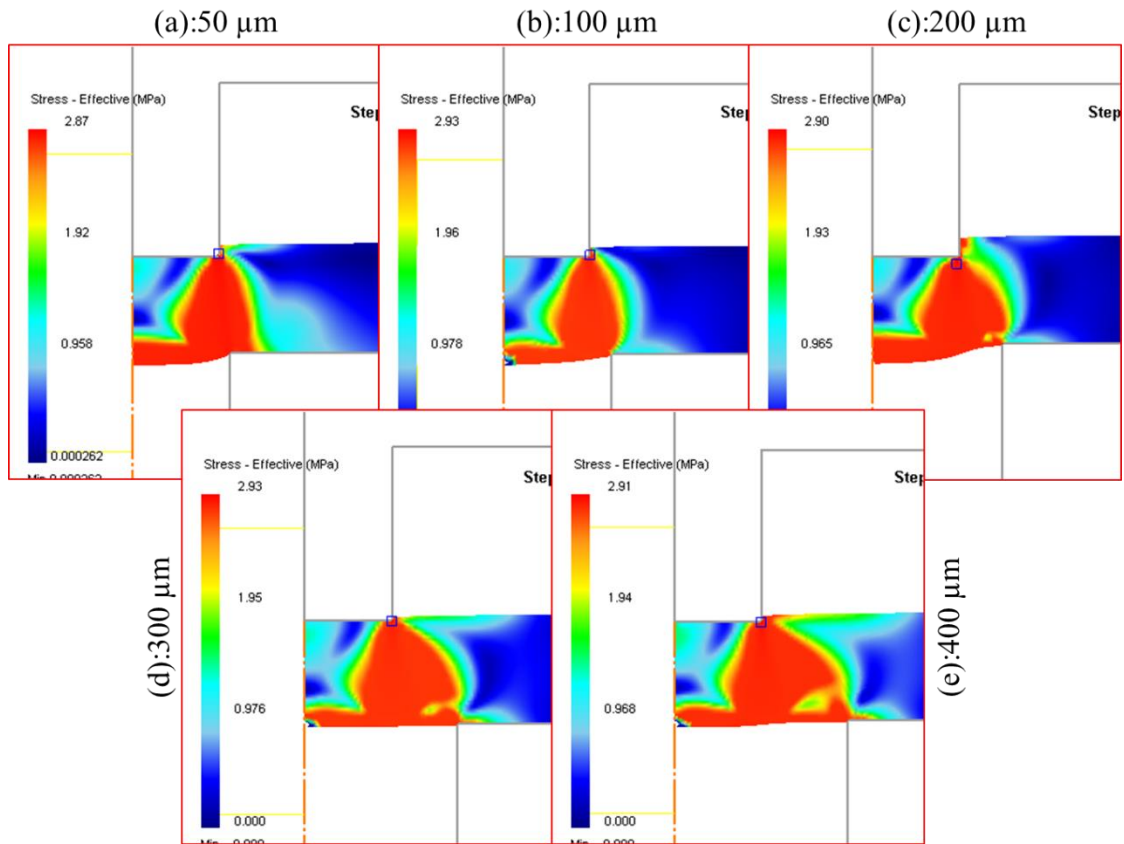 (a):50 μm
(b):100 μm
(c):200 μm
Stress - Effective (MPa)
2.87
1.92
0.958
0.000262
Step
Stress - Effective (MPa)
2.93
1.96
0.978
Step
Stress - Effective (MPa)
2.90
1.93
0.965
Step
(d):300 μm
Stress - Effective (MPa)
2.93
1.95
0.976
0.000
Step
Stress - Effective (MPa)
2.91
1.94
0.968
0.000
Step
(e):400 μm